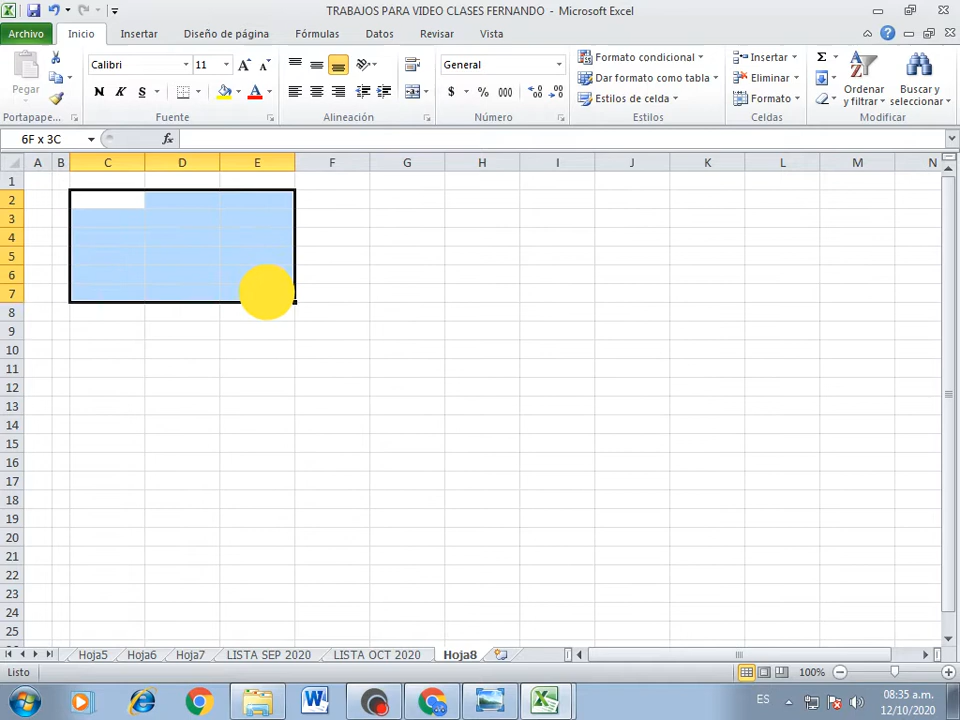 TRABAJOS PARA VIDEO CLASES FERNANDO - Microsoft Excel
Archivo Inicio Insertar Diseño de página Fórmulas Datos Revisar Vista
Pegar
Calibri 11
N K S A
General
$ % 000
Formato condicional
Dar formato como tabla
Estilos de celda
Insertar
Eliminar
Formato
Σ
Ordenar y filtrar
Buscar y seleccionar
Portapape... Fuente Alineación Número Estilos Celdas Modificar
6F x 3C fx
A B C D E F G H I J K L M N
1
2
3
4
5
6
7
8
9
10
11
12
13
14
15
16
17
18
19
20
21
22
23
24
25
Hoja5 Hoja6 Hoja7 LISTA SEP 2020 LISTA OCT 2020 Hoja8
Listo 100%
ES 08:35 a.m.
12/10/2020